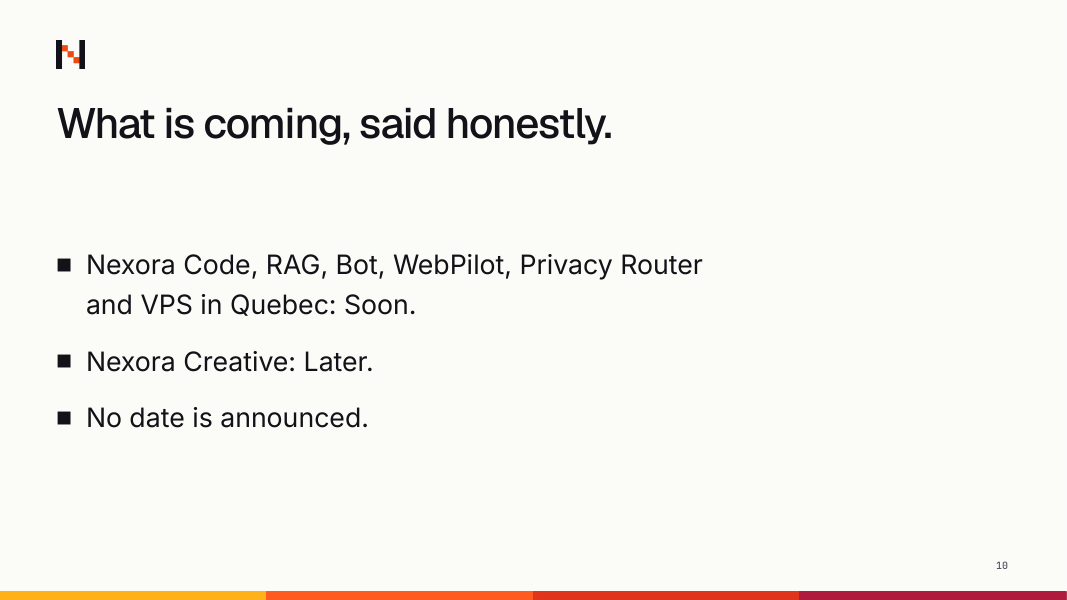 What is coming, said honestly.
Nexora Code, RAG, Bot, WebPilot, Privacy Router
and VPS in Quebec: Soon.
Nexora Creative: Later.
No date is announced.
10